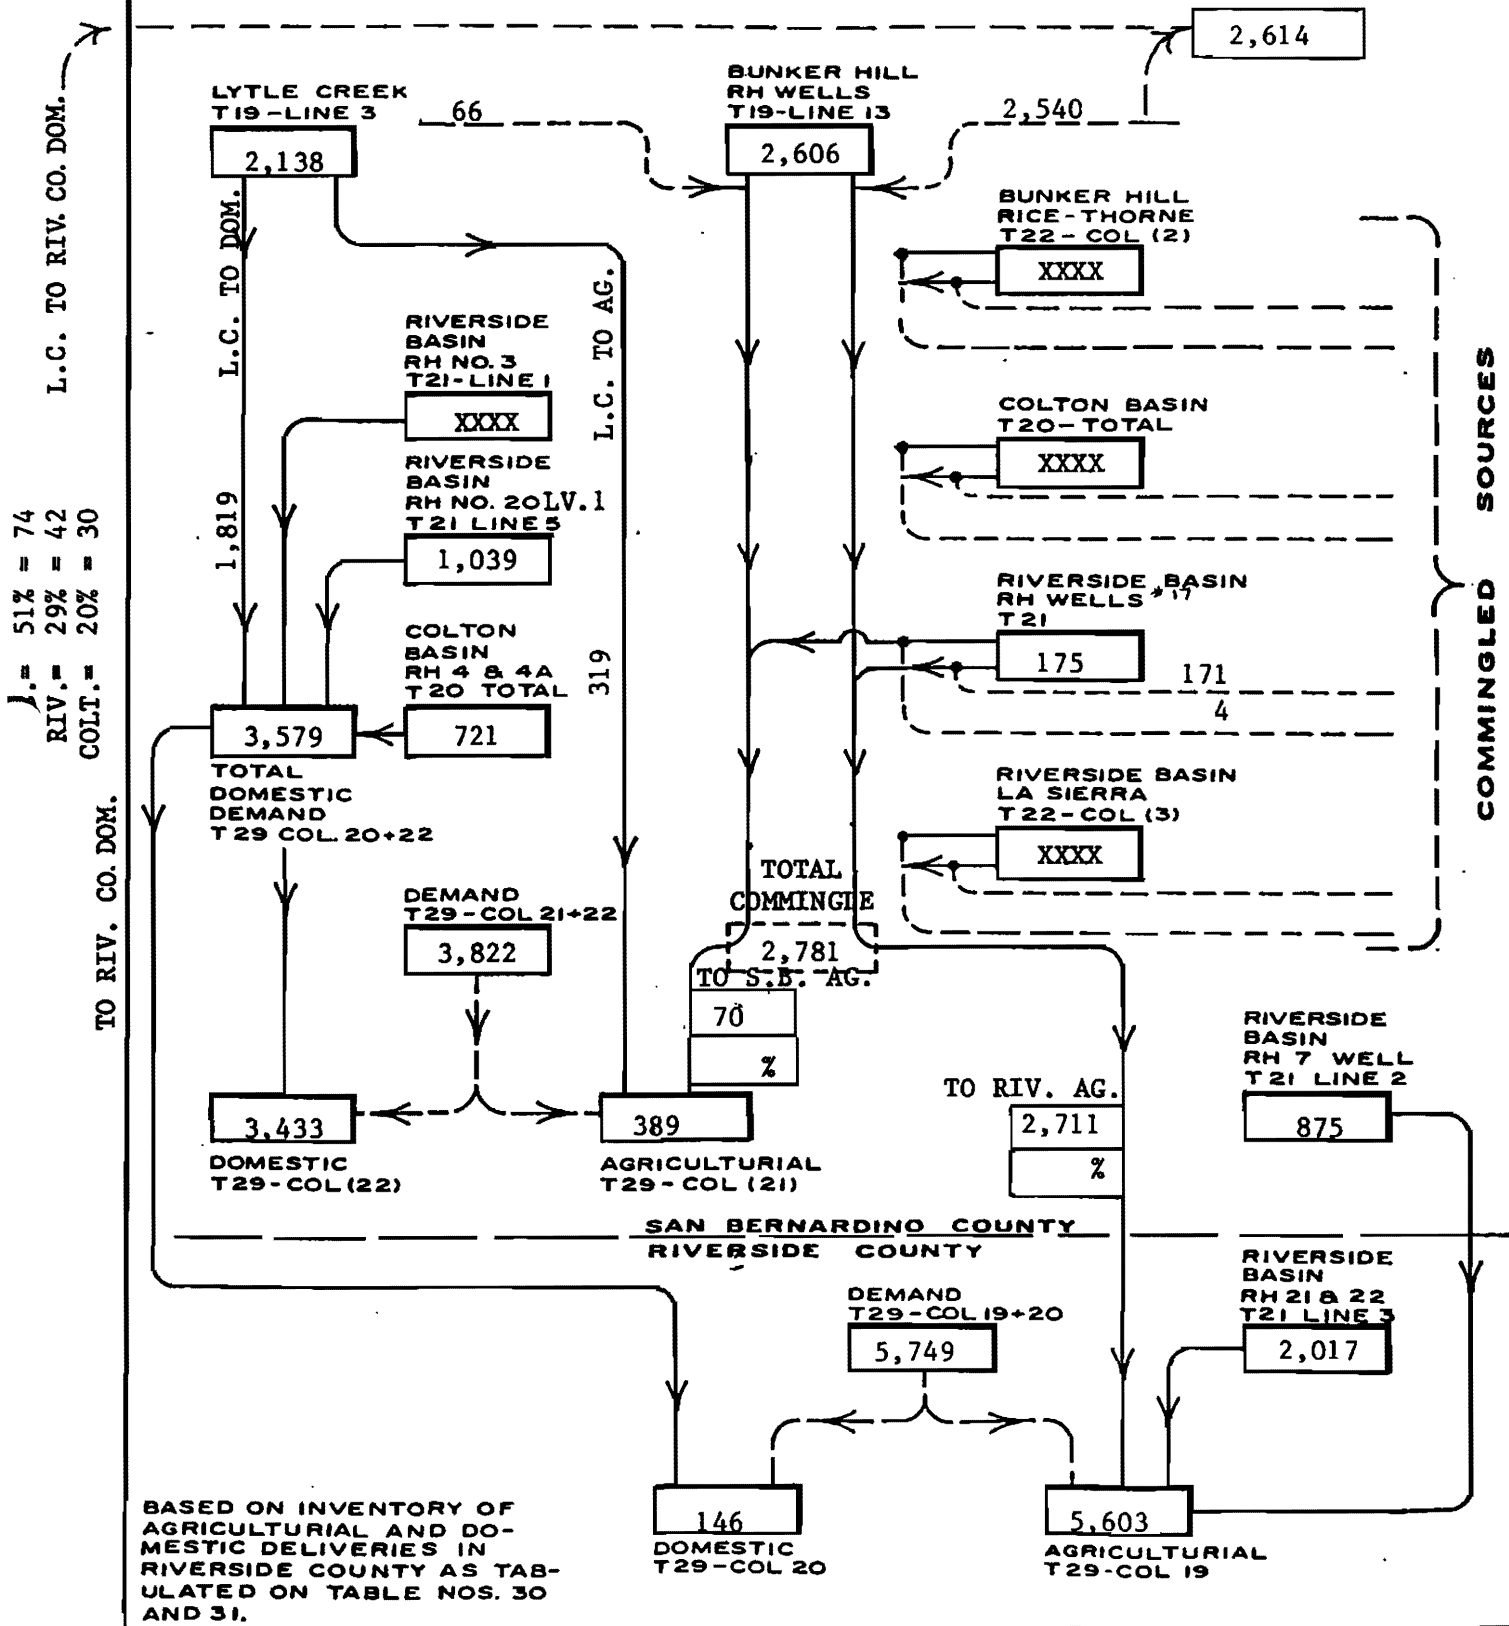 2,614
L.C. TO RIV. CO. DOM.
LYTLE CREEK
T19-LINE 3
2,138
66
BUNKER HILL
RH WELLS
T19-LINE 13
2,606
2,540
BUNKER HILL
RICE-THORNE
T22-COL (2)
XXXX
L.C. TO DOM.
L.C. TO AG.
RIVERSIDE
BASIN
RH NO. 3
T21-LINE 1
XXXX
COLTON BASIN
T20-TOTAL
XXXX
COMMINGLED SOURCES
RIVERSIDE
BASIN
RH NO. 20 LV.1
T21 LINE 5
1,039
1,819
= 51% = 74
RIV.= 29% = 42
COLT.= 20% = 30
RIVERSIDE BASIN
RH WELLS #17
T21
175
171
4
COLTON
BASIN
RH 4 & 4A
T20 TOTAL
721
319
3,579
TOTAL
DOMESTIC
DEMAND
T29 COL. 20+22
RIVERSIDE BASIN
LA SIERRA
T22-COL (3)
XXXX
TO RIV. CO. DOM.
TOTAL
COMMINGLE
2,781
DEMAND
T29-COL 21+22
3,822
TO S.B. AG.
70
%
3,433
DOMESTIC
T29-COL (22)
389
AGRICULTURIAL
T29-COL (21)
TO RIV. AG.
2,711
%
RIVERSIDE
BASIN
RH 7 WELL
T21 LINE 2
875
SAN BERNARDINO COUNTY
RIVERSIDE COUNTY
RIVERSIDE
BASIN
RH 21 & 22
T21 LINE 3
2,017
DEMAND
T29-COL 19+20
5,749
146
DOMESTIC
T29-COL 20
5,603
AGRICULTURIAL
T29-COL 19
BASED ON INVENTORY OF
AGRICULTURIAL AND DO-
MESTIC DELIVERIES IN
RIVERSIDE COUNTY AS TAB-
ULATED ON TABLE NOS. 30
AND 31.